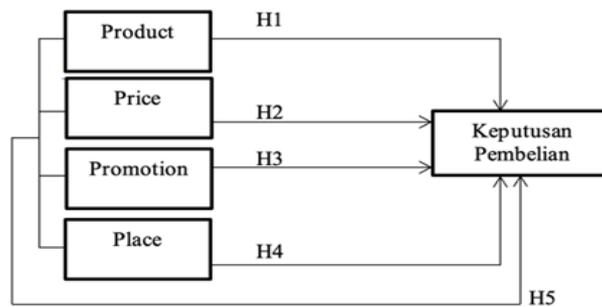 Product
H1
Price
H2
Promotion
H3
Place
H4
Keputusan
Pembelian
H5